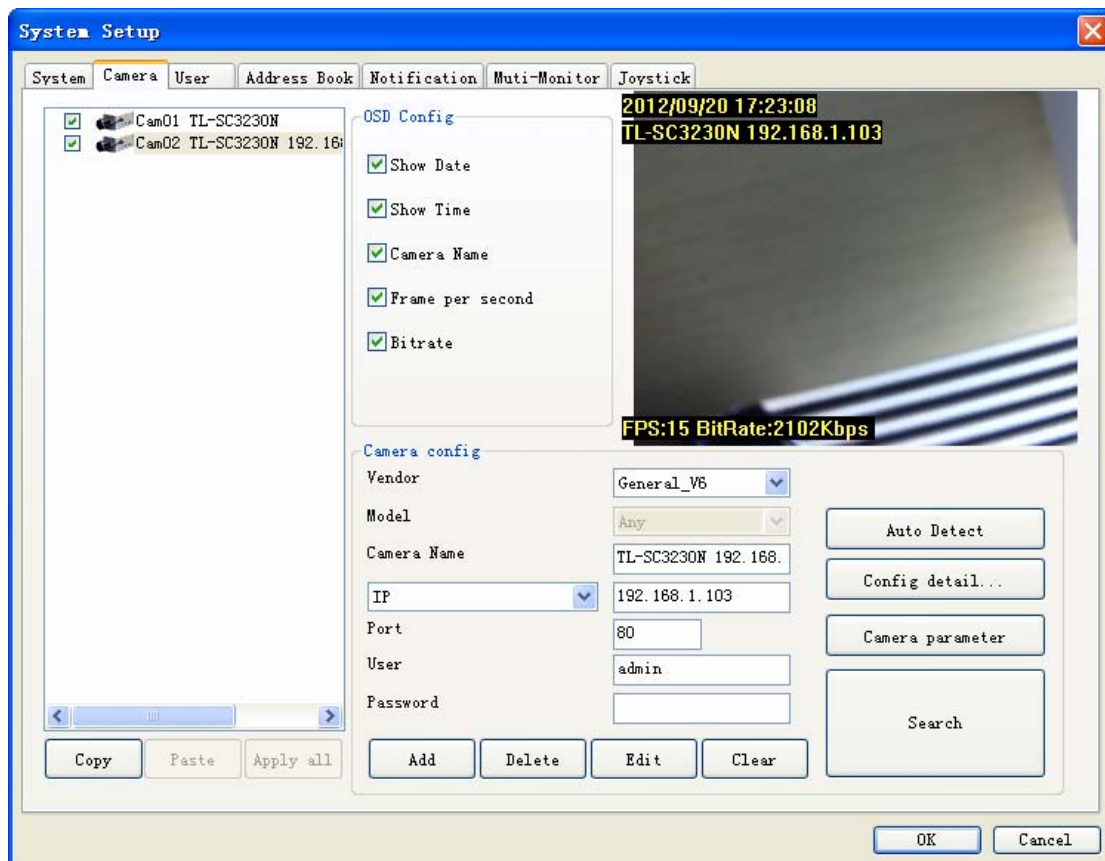 System Setup
System Camera User Address Book Notification Muti-Monitor Joystick
Cam01 TL-SC3230N
Cam02 TL-SC3230N 192.16
OSD Config
Show Date
Show Time
Camera Name
Frame per second
Bitrate
2012/09/20 17:23:08
TL-SC3230N 192.168.1.103
FPS:15 BitRate:2102Kbps
Camera config
Vendor General_V6
Model Any
Camera Name TL-SC3230N 192.168.
IP 192.168.1.103
Port 80
User admin
Password
Auto Detect
Config detail...
Camera parameter
Search
Copy Paste Apply all
Add Delete Edit Clear
OK Cancel